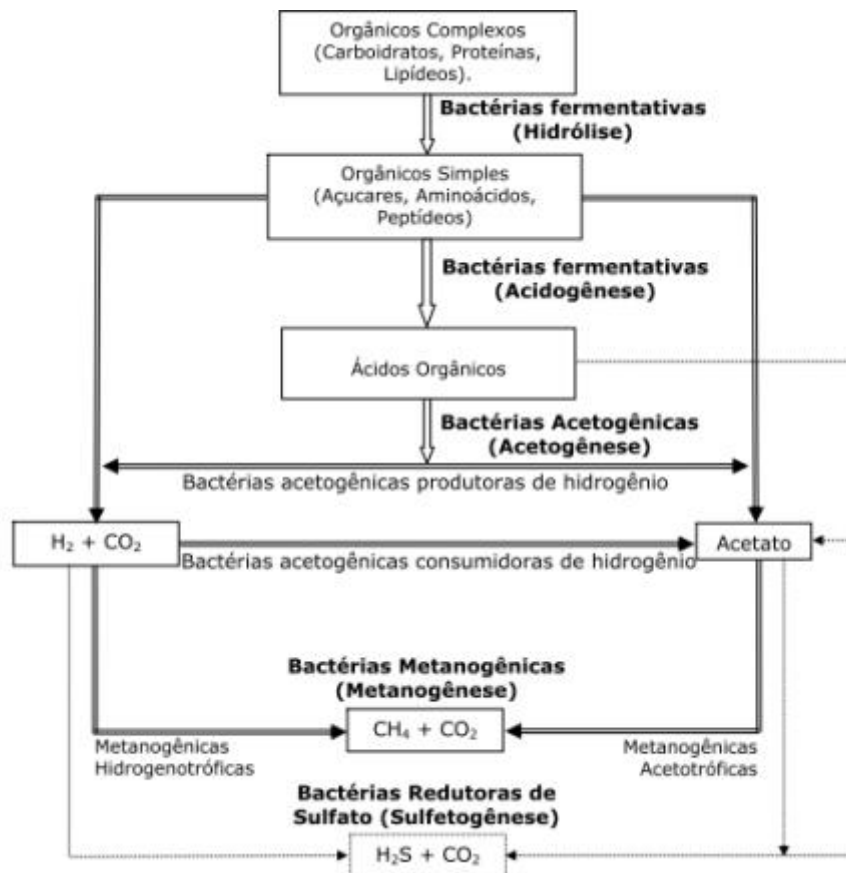 Orgânicos Complexos
(Carboidratos, Proteínas,
Lipídeos).
Bactérias fermentativas
(Hidrólise)
Orgânicos Simples
(Açucares, Aminoácidos,
Peptídeos)
Bactérias fermentativas
(Acidogênese)
Ácidos Orgânicos
Bactérias Acetogênicas
(Acetogênese)
Bactérias acetogênicas produtoras de hidrogênio
H₂ + CO₂
Acetato
Bactérias acetogênicas consumidoras de hidrogênio
Bactérias Metanogênicas
(Metanogênese)
CH₄ + CO₂
Metanogênicas
Hidrogenotróficas
Metanogênicas
Acetotróficas
Bactérias Redutoras de
Sulfato (Sulfetogênese)
H₂S + CO₂